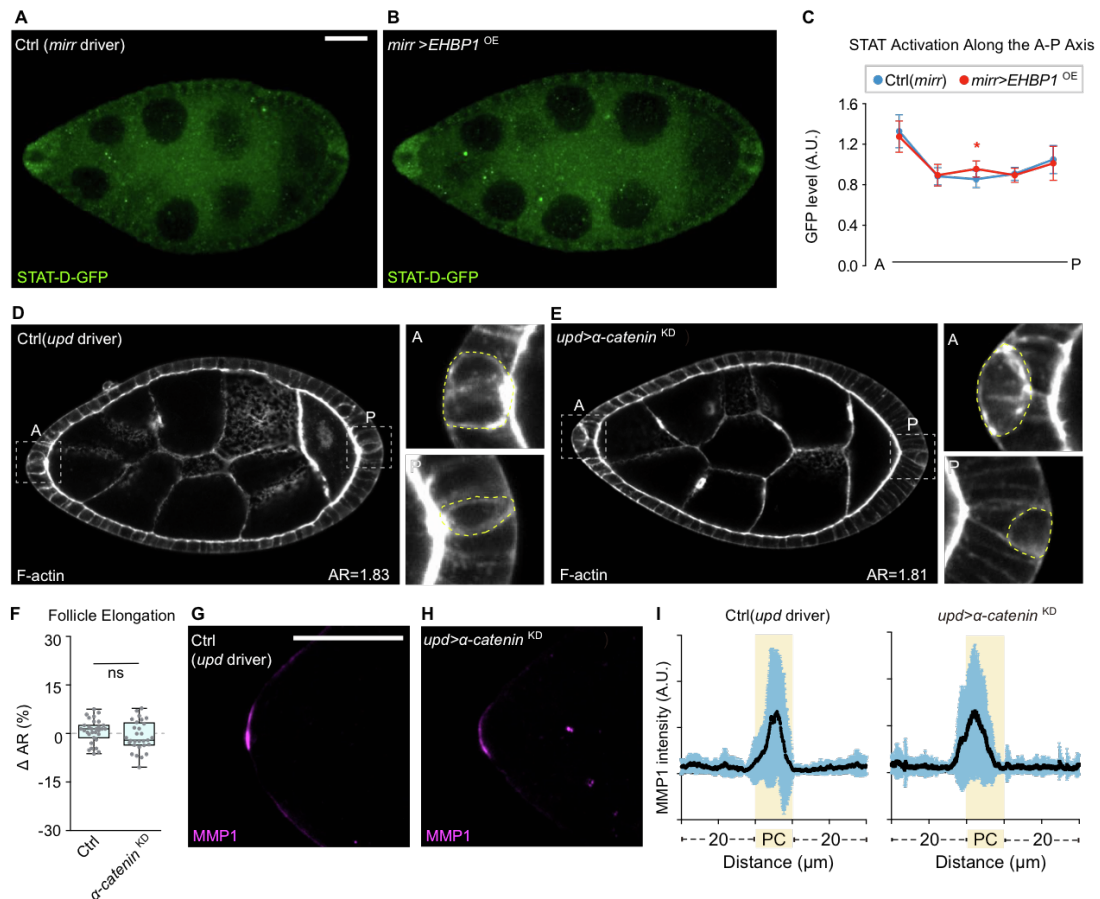 A
Ctrl (mirr driver)
STAT-D-GFP
B
mirr >EHBP1 OE
STAT-D-GFP
C
STAT Activation Along the A-P Axis
Ctrl(mirr)
mirr>EHBP1 OE
GFP level (A.U.)
1.6
1.2
0.8
0.4
0.0
*
A
P
D
Ctrl(upd driver)
A
P
F-actin
AR=1.83
A
P
E
upd>α-catenin KD
A
P
F-actin
AR=1.81
A
P
F
Follicle Elongation
Δ AR (%)
30
15
0
-15
-30
ns
Ctrl
α-catenin KD
G
Ctrl
(upd driver)
MMP1
H
upd>α-catenin KD
MMP1
I
Ctrl(upd driver)
upd>α-catenin KD
MMP1 intensity (A.U.)
20 PC 20
Distance (μm)
20 PC 20
Distance (μm)